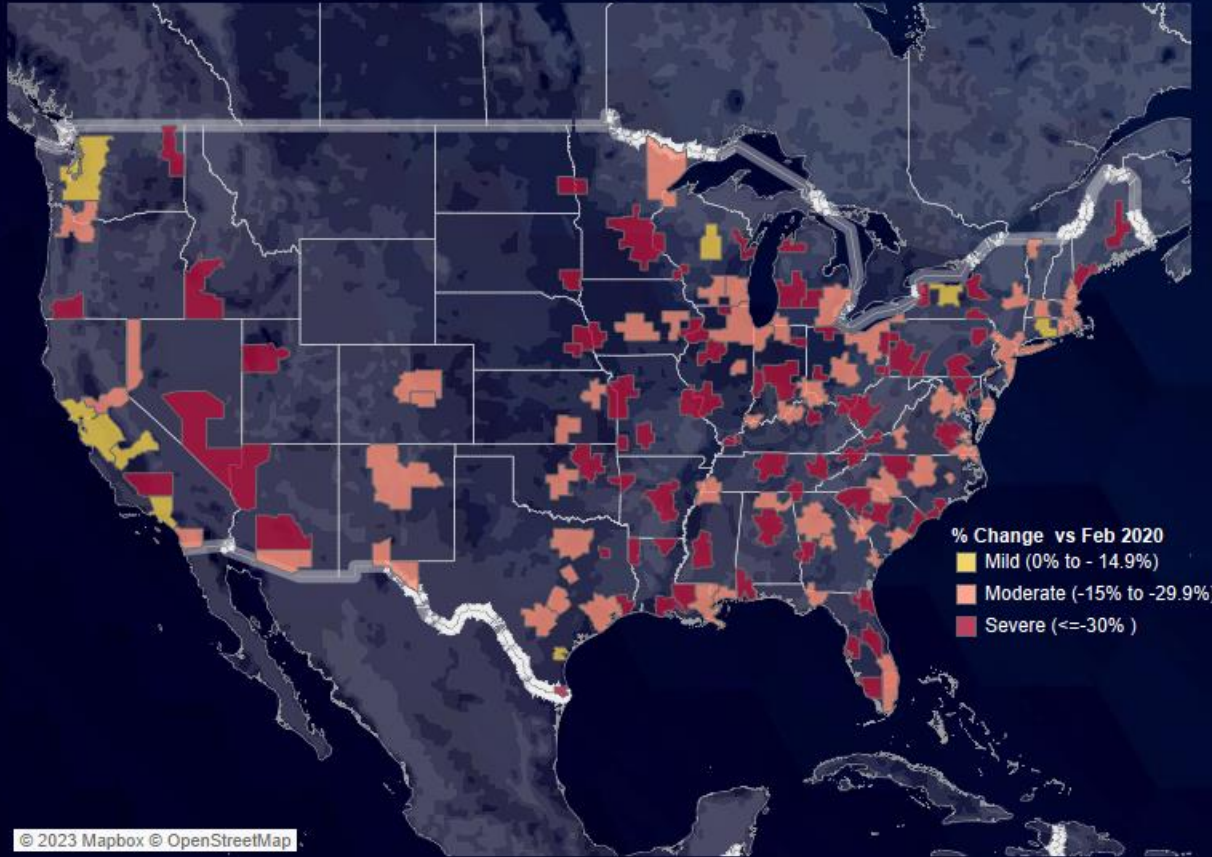 % Change vs Feb 2020
Mild (0% to - 14.9%)
Moderate (-15% to -29.9%)
Severe (<=-30% )
© 2023 Mapbox © OpenStreetMap